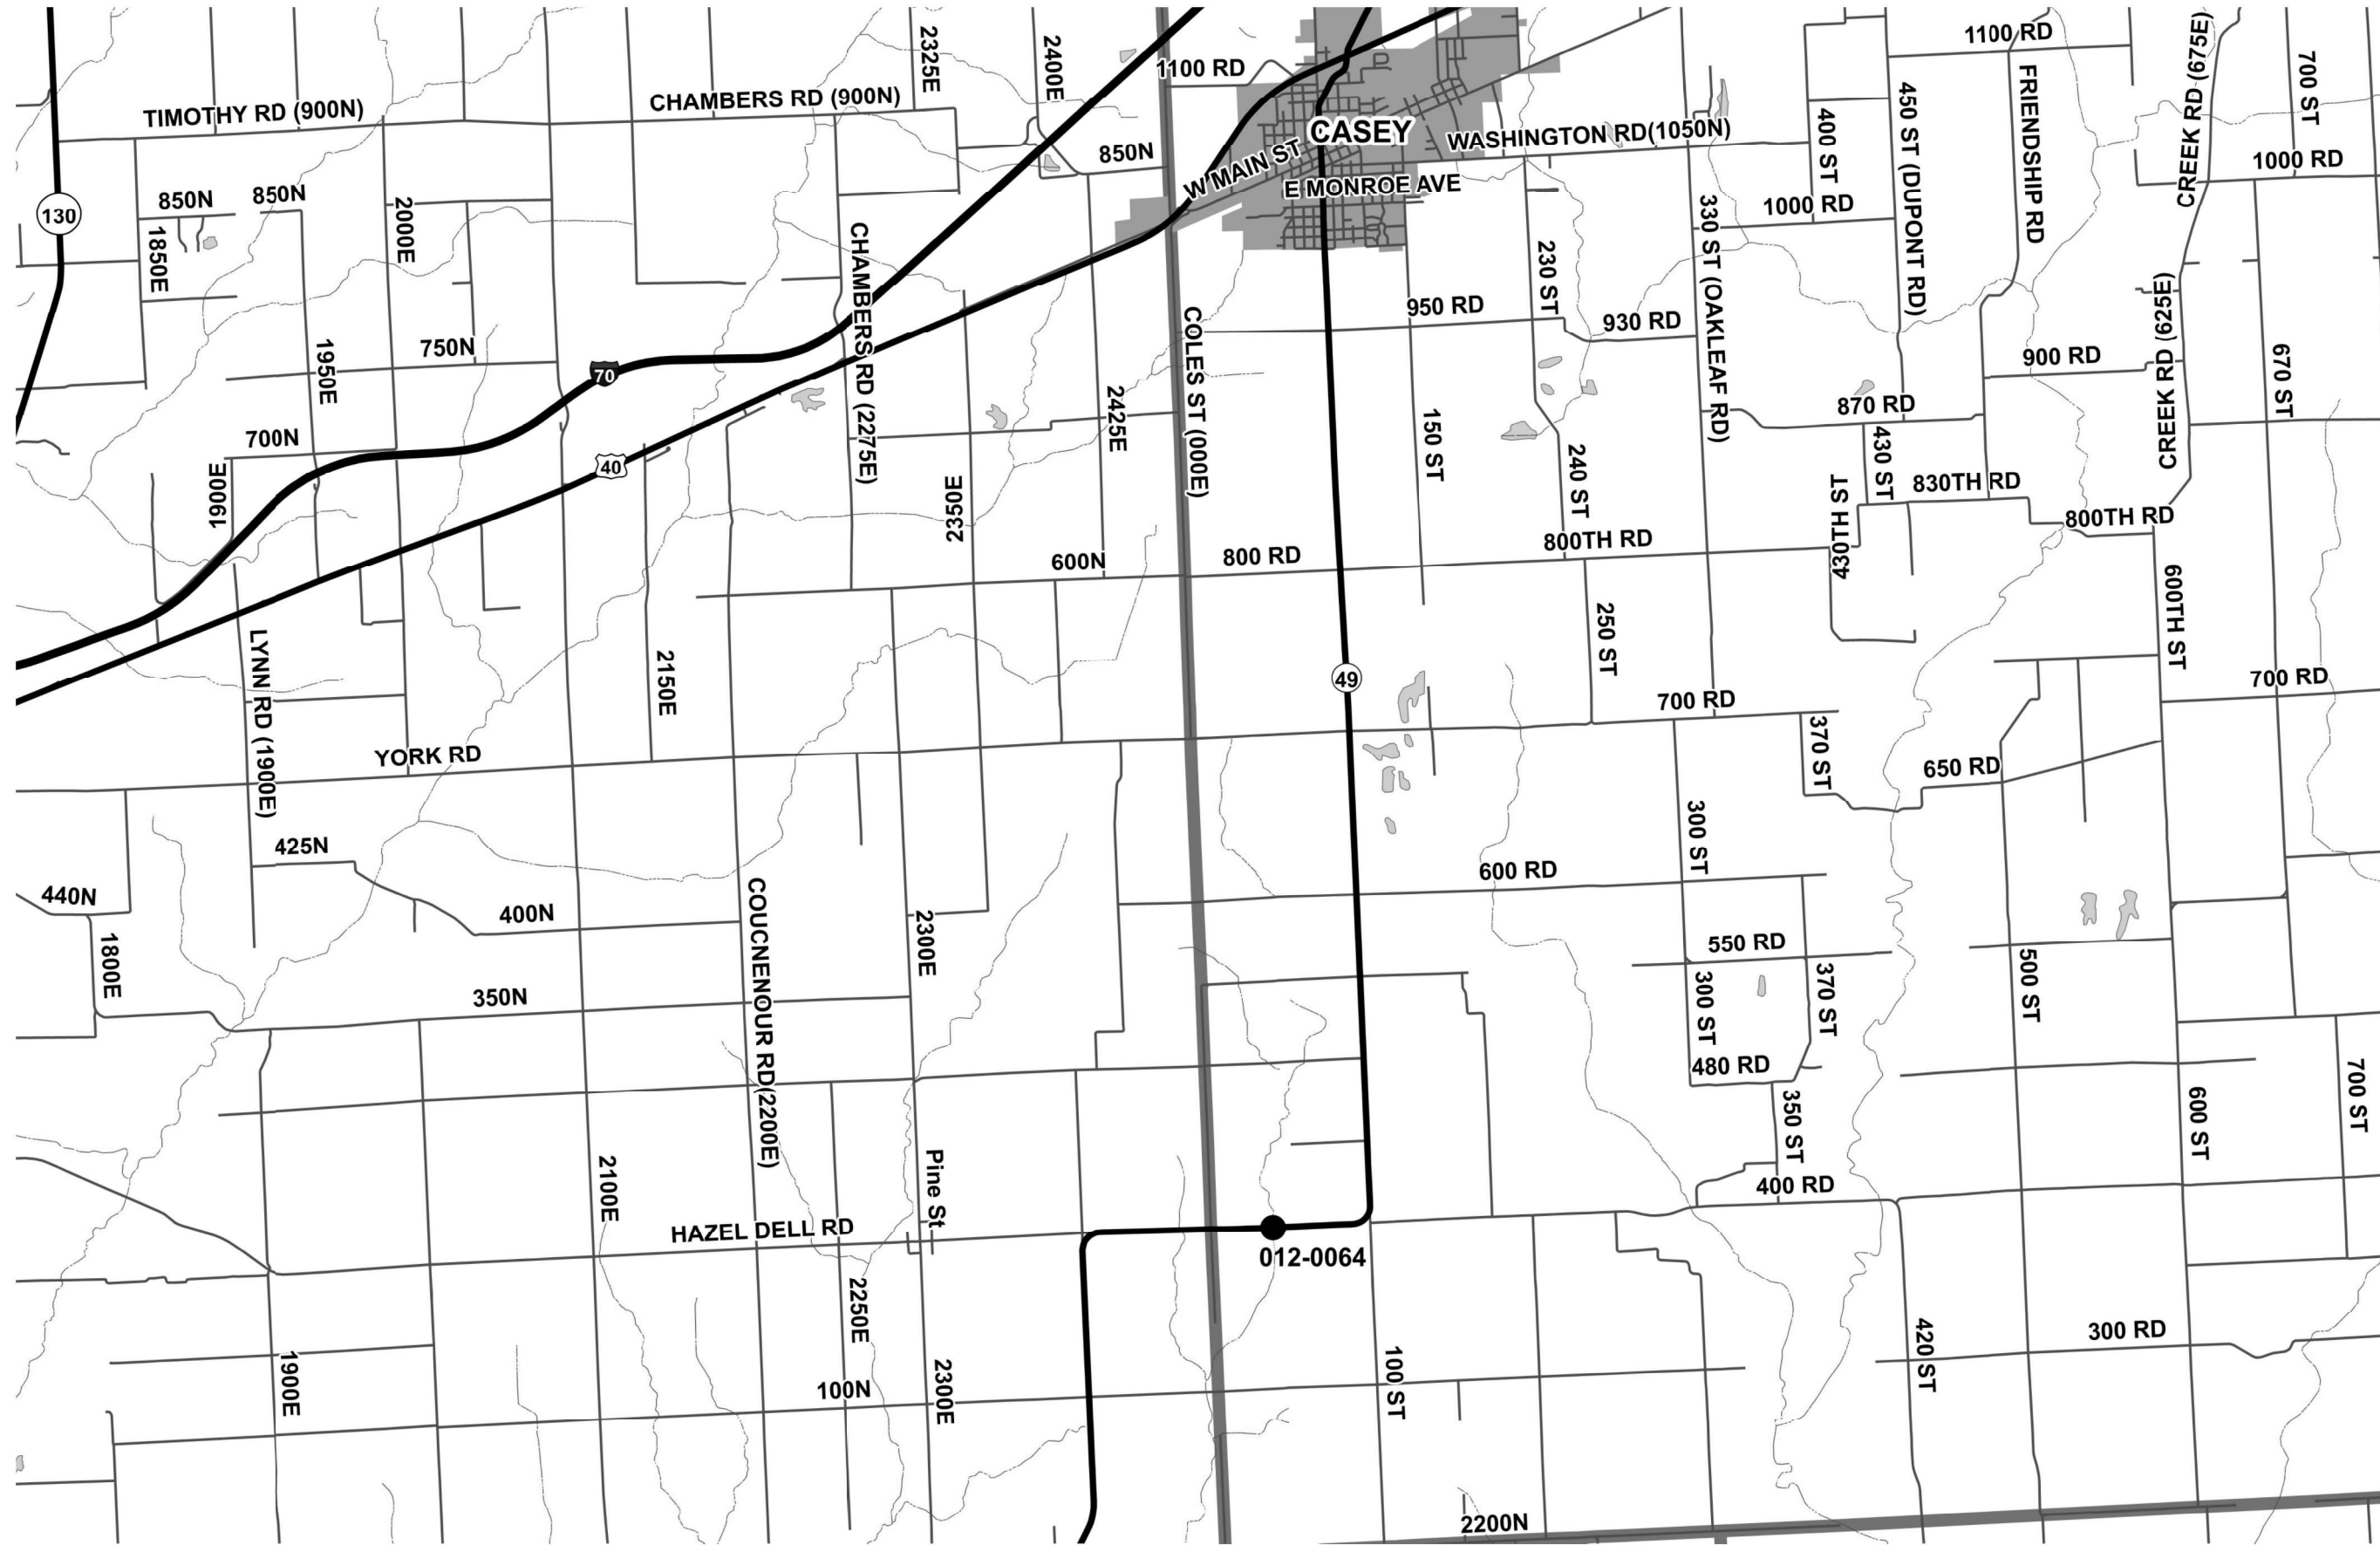 2325E
2400E
1100 RD
1100 RD
CREEK RD (675E)
700 ST
TIMOTHY RD (900N)
CHAMBERS RD (900N)
CASEY
WASHINGTON RD(1050N)
400 ST
450 ST (DUPONT RD)
FRIENDSHIP RD
1000 RD
850N
W MAIN ST
E MONROE AVE
850N
850N
130
1850E
2000E
CHAMBERS RD (2275E)
230 ST
330 ST (OAKLEAF RD)
1000 RD
CREEK RD (625E)
COLES ST (000E)
950 RD
930 RD
900 RD
670 ST
1950E
750N
70
2425E
150 ST
870 RD
430 ST
700N
40
1900E
2350E
240 ST
430TH ST
830TH RD
800TH RD
600N
800 RD
800TH RD
600TH ST
250 ST
LYNN RD (1900E)
2150E
49
700 RD
700 RD
370 ST
YORK RD
650 RD
300 ST
425N
440N
400N
600 RD
COUCNENOUR RD(2200E)
2300E
1800E
550 RD
500 ST
350N
300 ST
370 ST
480 RD
700 ST
350 ST
600 ST
2100E
Pine St
400 RD
HAZEL DELL RD
012-0064
2250E
420 ST
300 RD
1900E
100N
2300E
100 ST
2200N